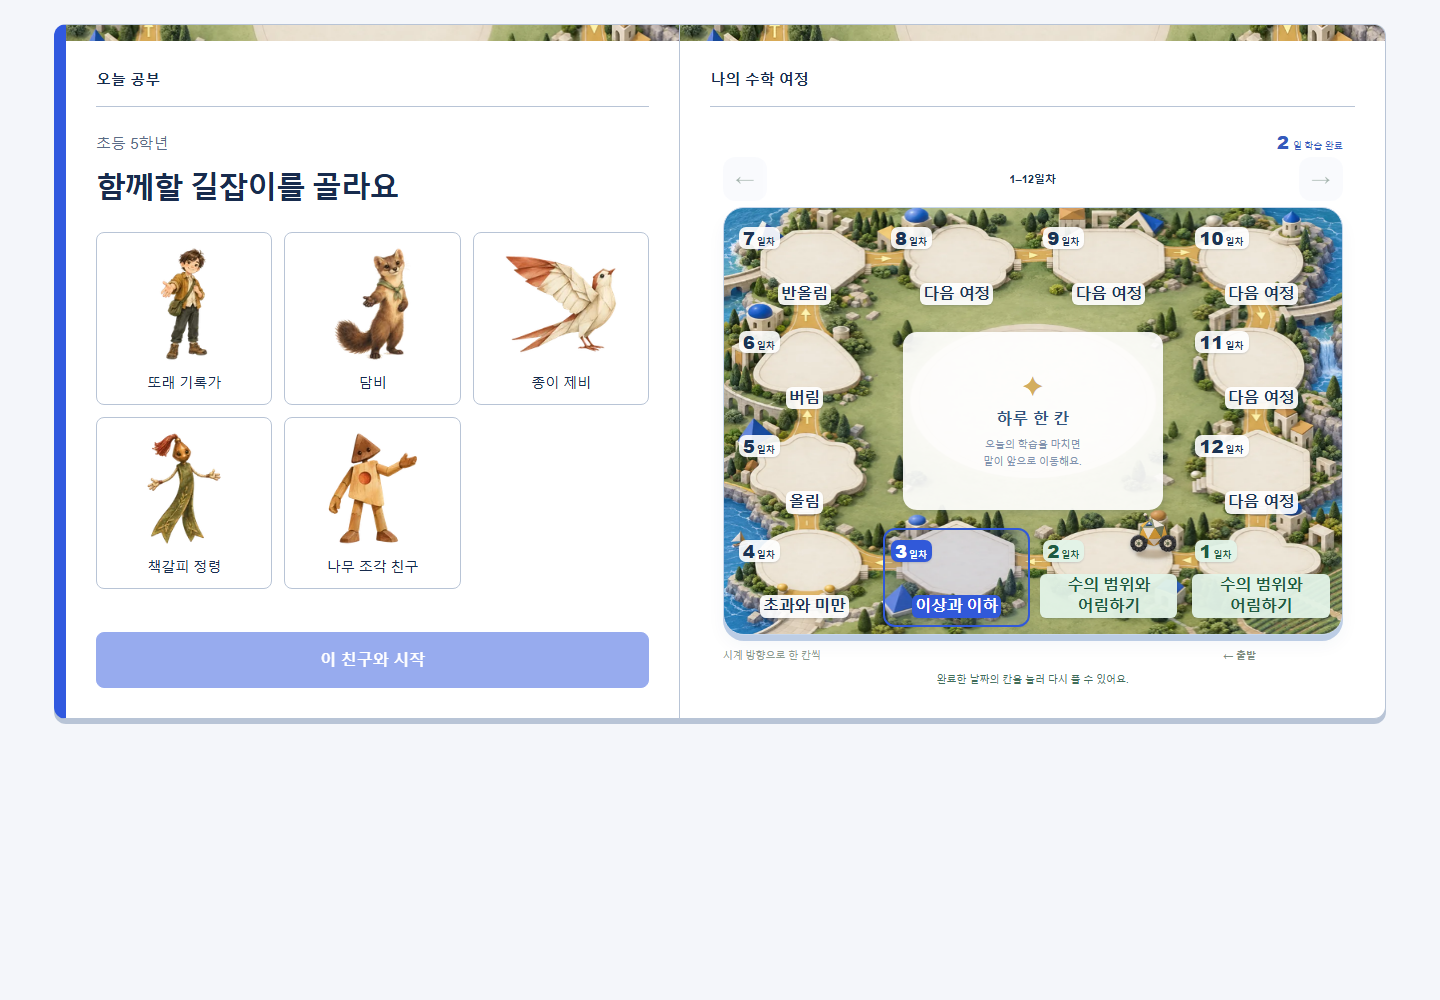 오늘 공부
초등 5학년
함께할 길잡이를 골라요
또래 기록가
담비
종이 제비
책갈피 정령
나무 조각 친구
이 친구와 시작
나의 수학 여정
2 일 학습 완료
←
1–12일차
→
7 일차
반올림
8 일차
다음 여정
9 일차
다음 여정
10 일차
다음 여정
6 일차
버림
11 일차
다음 여정
하루 한 칸
오늘의 학습을 마치면
말이 앞으로 이동해요.
5 일차
올림
12 일차
다음 여정
4 일차
초과와 미만
3 일차
이상과 이하
2 일차
수의 범위와
어림하기
1 일차
수의 범위와
어림하기
시계 방향으로 한 칸씩
← 출발
완료한 날짜의 칸을 눌러 다시 풀 수 있어요.